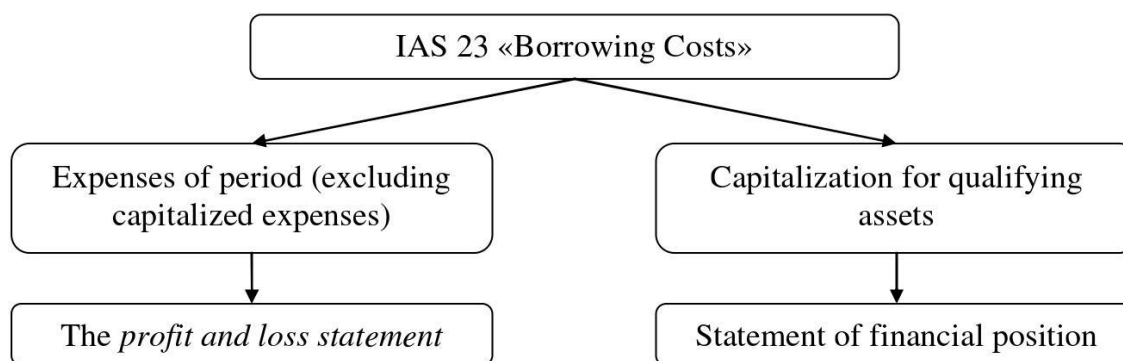 IAS 23 «Borrowing Costs»
Expenses of period (excluding
capitalized expenses)
Capitalization for qualifying
assets
The profit and loss statement
Statement of financial position